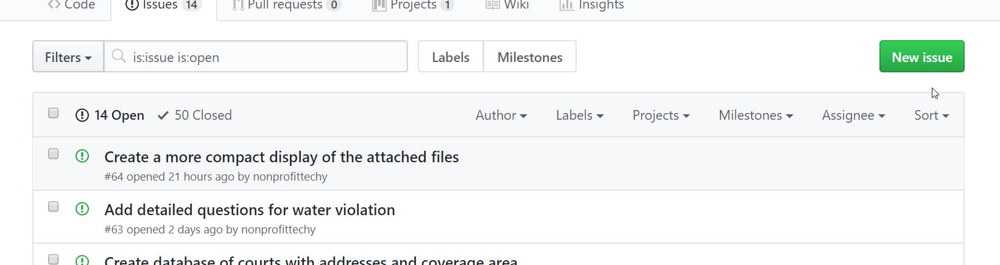 Code Issues 14 Pull requests 0 Projects 1 Wiki Insights
Filters is:issue is:open Labels Milestones New issue
14 Open 50 Closed Author Labels Projects Milestones Assignee Sort
Create a more compact display of the attached files
#64 opened 21 hours ago by nonprofittechy
Add detailed questions for water violation
#63 opened 2 days ago by nonprofittechy
Create database of courts with addresses and coverage area